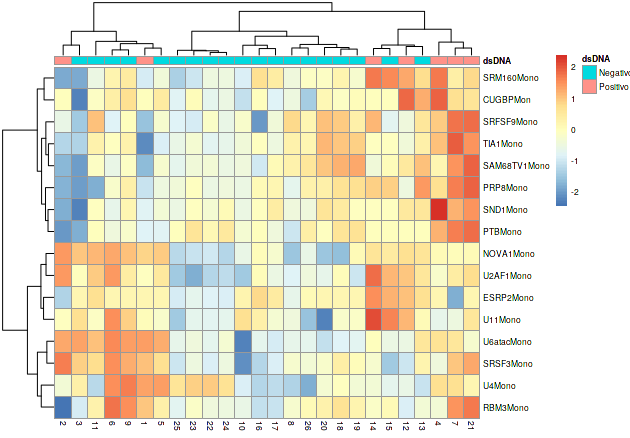 dsDNA
SRM160Mono
CUGBPMon
SRFSF9Mono
TIA1Mono
SAM68TV1Mono
PRP8Mono
SND1Mono
PTBMono
NOVA1Mono
U2AF1Mono
ESRP2Mono
U11Mono
U6atacMono
SRSF3Mono
U4Mono
RBM3Mono
2 3 11 6 9 1 5 25 23 22 24 10 16 17 8 26 20 18 19 14 15 12 13 4 7 21
2
1
0
-1
-2
dsDNA
Negativo
Positivo